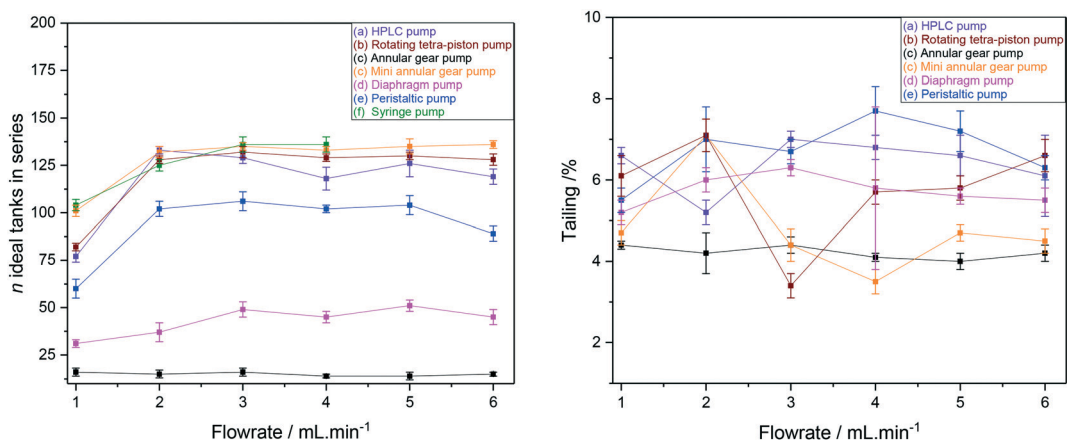 200
175
150
125
100
75
50
25
n ideal tanks in series
(a) HPLC pump
(b) Rotating tetra-piston pump
(c) Annular gear pump
(c) Mini annular gear pump
(d) Diaphragm pump
(e) Peristaltic pump
(f) Syringe pump
1 2 3 4 5 6
Flowrate / mL.min⁻¹
10
8
6
4
2
Tailing /%
(a) HPLC pump
(b) Rotating tetra-piston pump
(c) Annular gear pump
(c) Mini annular gear pump
(d) Diaphragm pump
(e) Peristaltic pump
1 2 3 4 5 6
Flowrate / mL.min⁻¹